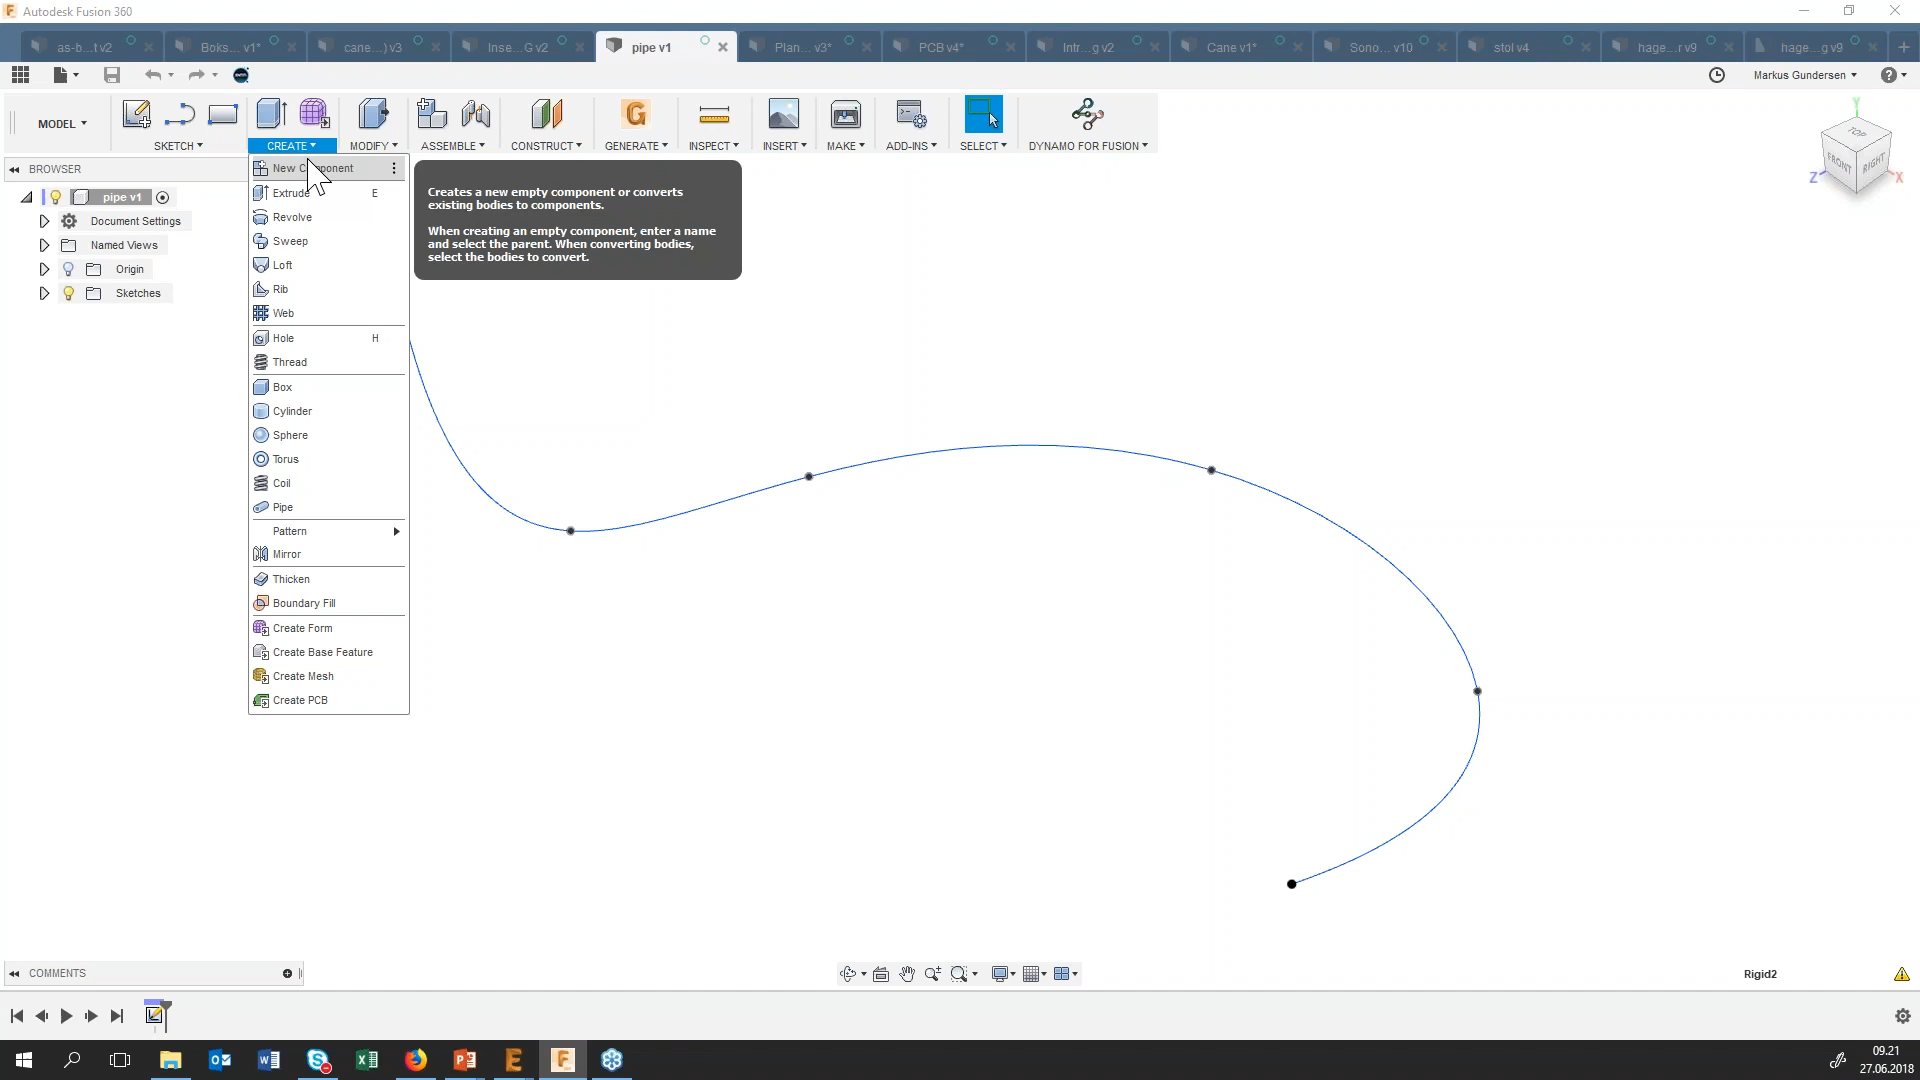 Autodesk Fusion 360
as-b...t v2
Boks... v1*
cane...) v3
Inse...G v2
pipe v1
Plan... v3*
PCB v4*
Intr...g v2
Cane v1*
Sono... v10
stol v4
hage...r v9
hage...g v9
Markus Gundersen
MODEL
SKETCH
CREATE
MODIFY
ASSEMBLE
CONSTRUCT
GENERATE
INSPECT
INSERT
MAKE
ADD-INS
SELECT
DYNAMO FOR FUSION
TOP
FRONT
RIGHT
Y
Z
X
BROWSER
pipe v1
Document Settings
Named Views
Origin
Sketches
New Component
Extrude E
Revolve
Sweep
Loft
Rib
Web
Hole H
Thread
Box
Cylinder
Sphere
Torus
Coil
Pipe
Pattern
Mirror
Thicken
Boundary Fill
Create Form
Create Base Feature
Create Mesh
Create PCB
Creates a new empty component or converts
existing bodies to components.
When creating an empty component, enter a name
and select the parent. When converting bodies,
select the bodies to convert.
COMMENTS
Rigid2
09.21
27.06.2018